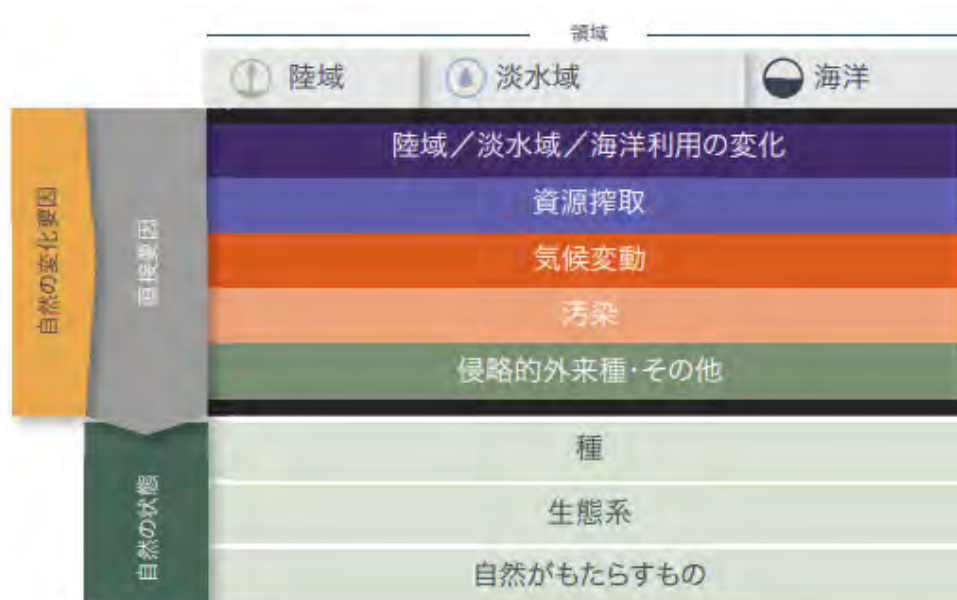 領域
陸域
淡水域
海洋
自然の変化要因
直接要因
陸域／淡水域／海洋利用の変化
資源搾取
気候変動
汚染
侵略的外来種・その他
自然の状態
種
生態系
自然がもたらすもの